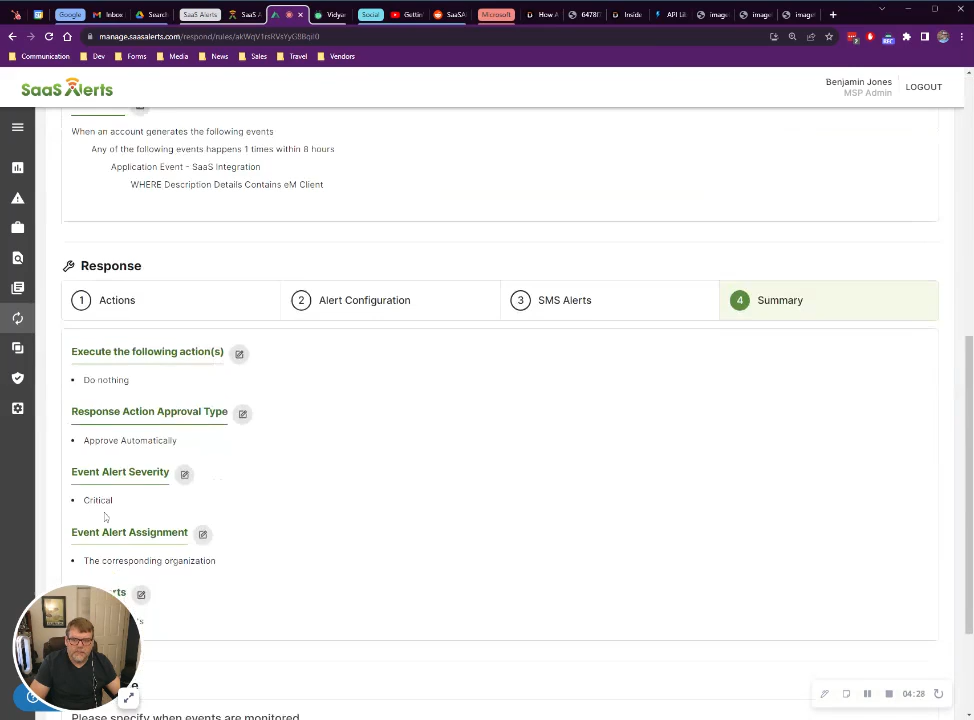 Google
Inbox
Search
SaaS Alerts
SaaS A
Vidya
Social
Gettin
SaaSA
Microsoft
How A
6478
Inside
API Li
image
image
image
manage.saasalerts.com/respond/rules/
Communication
Dev
Forms
Media
News
Sales
Travel
Vendors
SaaS Alerts
Benjamin Jones
MSP Admin
LOGOUT
When an account generates the following events
Any of the following events happens 1 times within 8 hours
Application Event - SaaS Integration
WHERE Description Details Contains eM Client
Response
1 Actions
2 Alert Configuration
3 SMS Alerts
4 Summary
Execute the following action(s)
Do nothing
Response Action Approval Type
Approve Automatically
Event Alert Severity
Critical
Event Alert Assignment
The corresponding organization
rts
Please specify when events are monitored
04:28